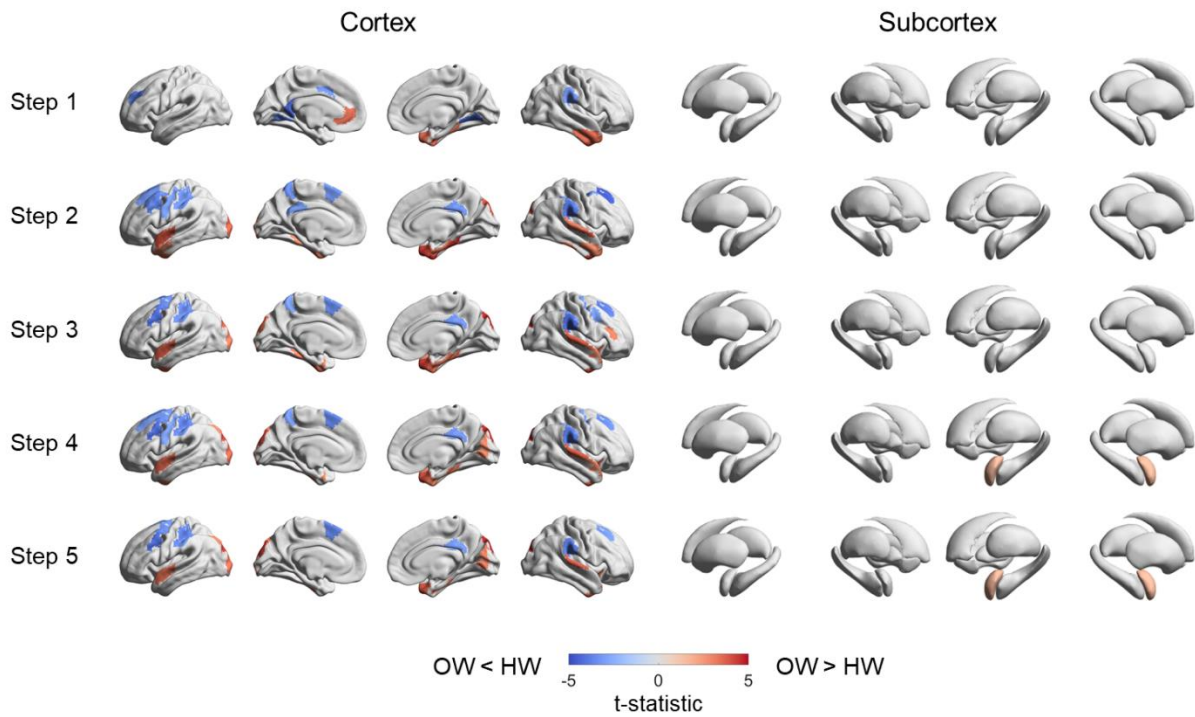 Cortex Subcortex
Step 1
Step 2
Step 3
Step 4
Step 5
OW < HW OW > HW
-5 0 5
t-statistic